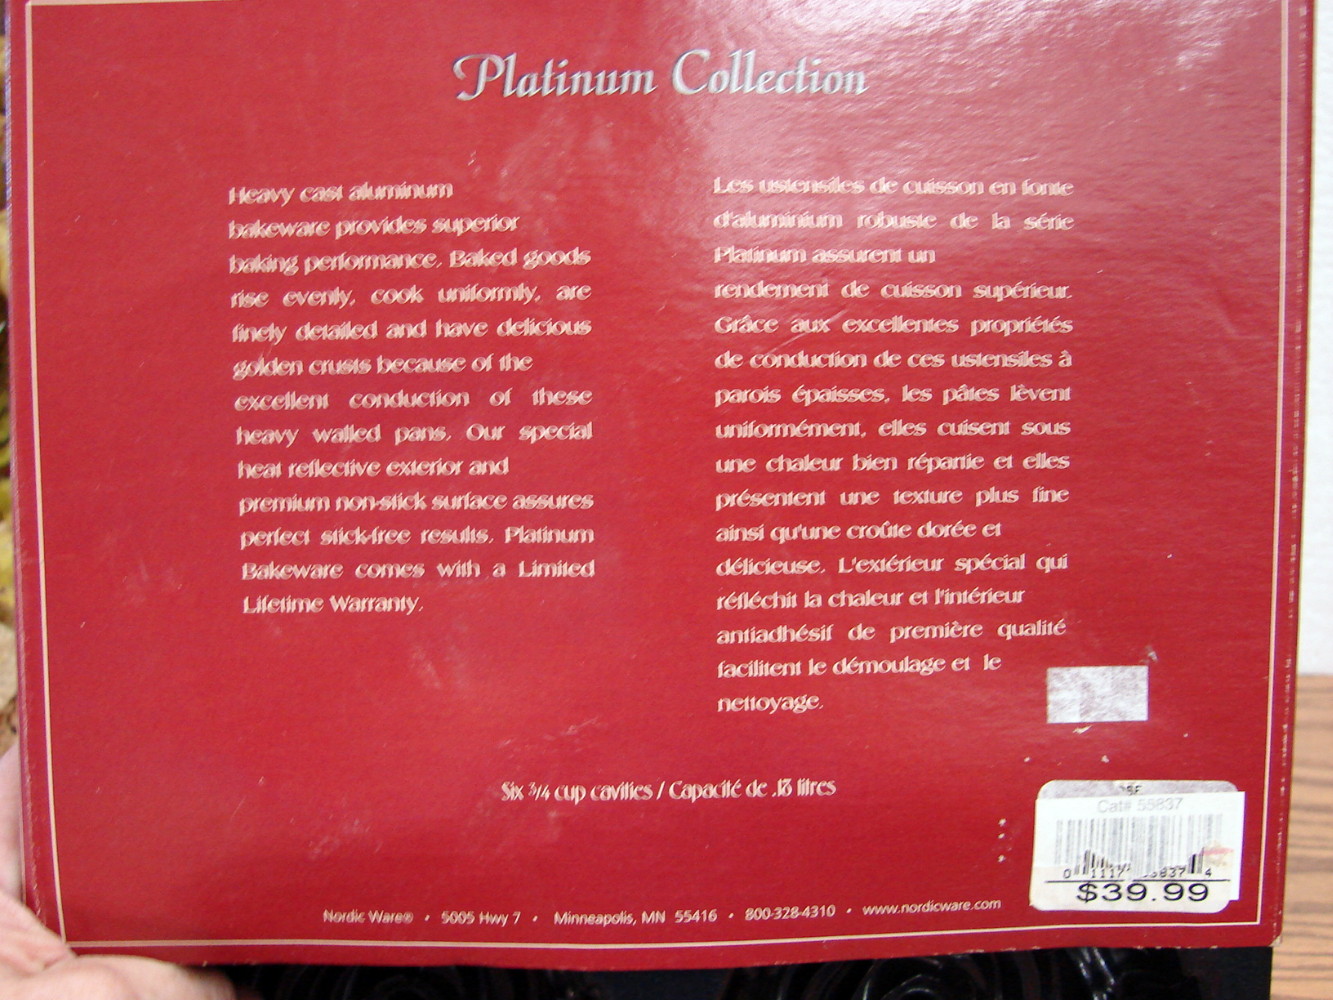 Platinum Collection
Heavy cast aluminum
bakeware provides superior
baking performance. Baked goods
rise evenly, cook uniformly, are
finely detailed and have delicious
golden crusts because of the
excellent conduction of these
heavy walled pans. Our special
heat reflective exterior and
premium non-stick surface assures
perfect stick-free results. Platinum
Bakeware comes with a Limited
Lifetime Warranty.
Les ustensiles de cuisson en fonte
d'aluminium robuste de la série
Platinum assurent un
rendement de cuisson supérieur.
Grâce aux excellentes propriétés
de conduction de ces ustensiles à
parois épaisses, les pâtes lèvent
uniformément, elles cuisent sous
une chaleur bien répartie et elles
présentent une texture plus fine
ainsi qu'une croûte dorée et
délicieuse. L'extérieur spécial qui
réfléchit la chaleur et l'intérieur
antiadhésif de première qualité
facilitent le démoulage et le
nettoyage.
Six 3/4 cup cavities / Capacité de .18 litres
Cat# 55837
$39.99
Nordic Ware® • 5005 Hwy 7 • Minneapolis, MN 55416 • 800-328-4310 • www.nordicware.com